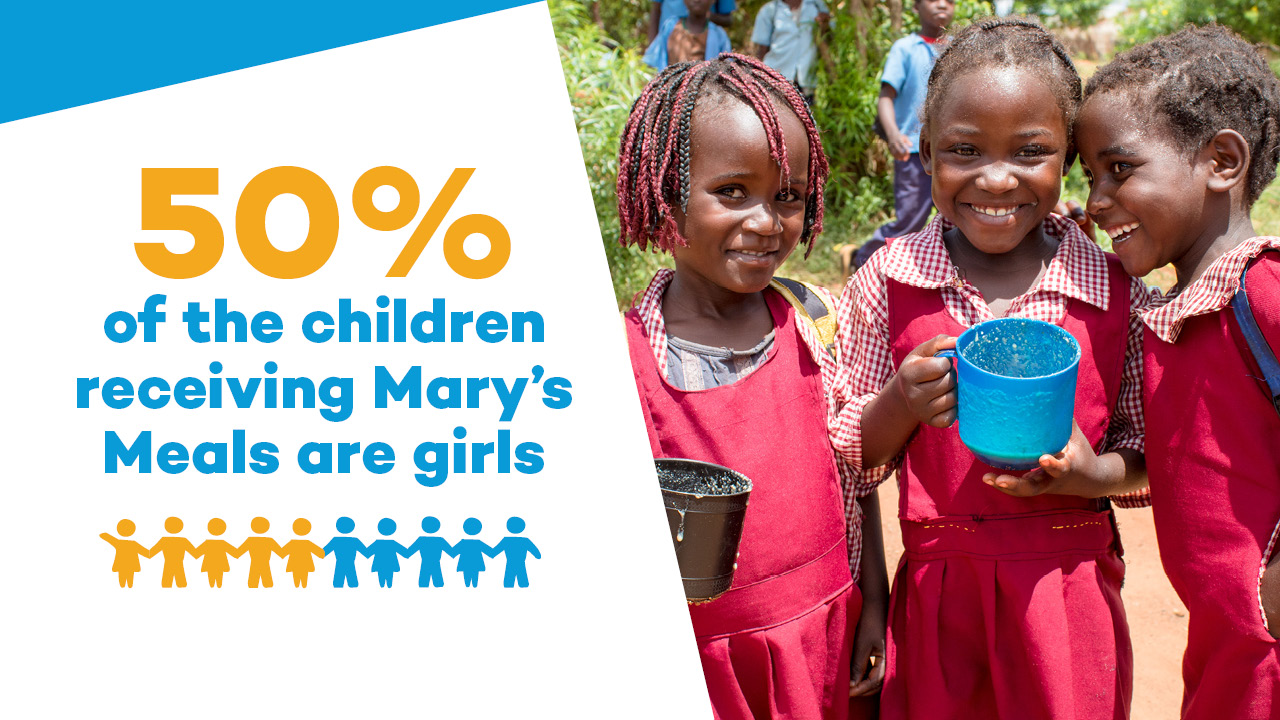 50%
of the children
receiving Mary’s
Meals are girls